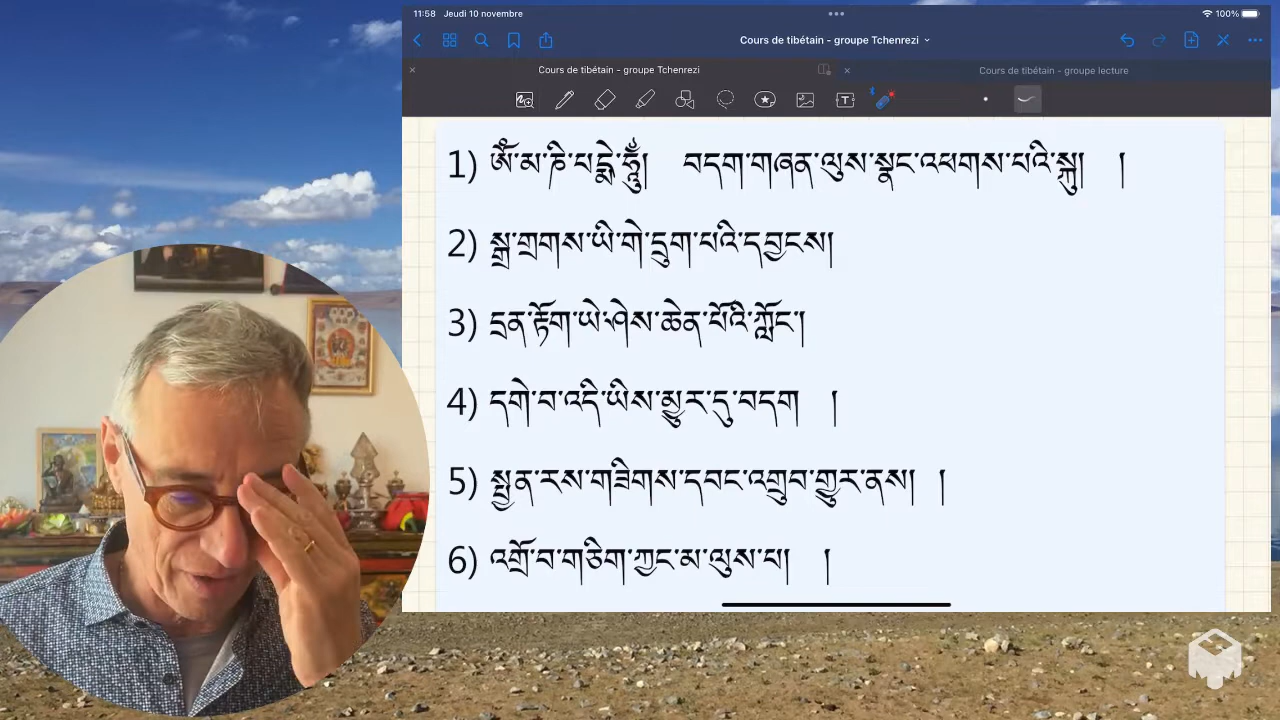 11:58 Jeudi 10 novembre
100%
Cours de tibétain - groupe Tchenrezi
Cours de tibétain - groupe Tchenrezi
Cours de tibétain - groupe lecture
1) ཨོཾ་མ་ཎི་པདྨེ་ཧཱུྃ། བདག་གཞན་ལུས་སྣང་འཕགས་པའི་སྐུ། །
2) སྒྲ་གྲགས་ཡི་གེ་དྲུག་པའི་དབྱངས།
3) དྲན་རྟོག་ཡེ་ཤེས་ཆེན་པོའི་ཀློང་།
4) དགེ་བ་འདི་ཡིས་མྱུར་དུ་བདག །
5) སྤྱན་རས་གཟིགས་དབང་འགྲུབ་གྱུར་ནས། །
6) འགྲོ་བ་གཅིག་ཀྱང་མ་ལུས་པ། །